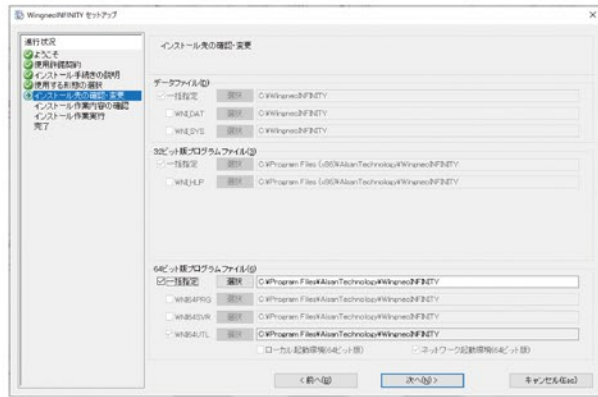 WingneoINFINITY セットアップ
進行状況
ようこそ
使用許諾契約
インストール手続きの説明
使用する形態の選択
インストール先の確認・変更
インストール作業内容の確認
インストール作業実行
完了
インストール先の確認・変更
データファイル(D)
一括指定 選択 C:¥WingneoINFINITY
WNI_DAT 選択 C:¥WingneoINFINITY
WNI_SYS 選択 C:¥WingneoINFINITY
32ビット版プログラムファイル(3)
一括指定 選択 C:¥Program Files (x86)¥AisanTechnology¥WingneoINFINITY
WNI_HLP 選択 C:¥Program Files (x86)¥AisanTechnology¥WingneoINFINITY
64ビット版プログラムファイル(6)
一括指定 選択 C:¥Program Files¥AisanTechnology¥WingneoINFINITY
WNI64PRG 選択 C:¥Program Files¥AisanTechnology¥WingneoINFINITY
WNI64SVR 選択 C:¥Program Files¥AisanTechnology¥WingneoINFINITY
WNI64UTL 選択 C:¥Program Files¥AisanTechnology¥WingneoINFINITY
ローカル起動環境(64ビット版) ネットワーク起動環境(64ビット版)
< 前へ(B) 次へ(N) > キャンセル(Esc)